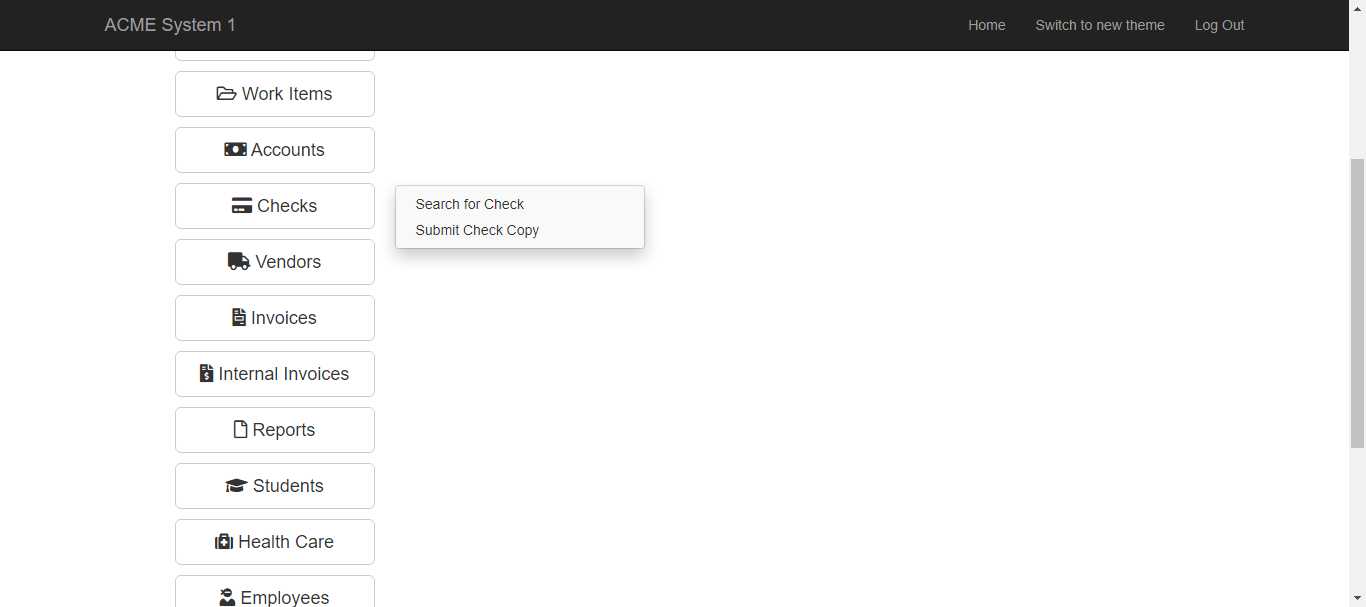 ACME System 1
Home
Switch to new theme
Log Out
Work Items
Accounts
Checks
Search for Check
Submit Check Copy
Vendors
Invoices
Internal Invoices
Reports
Students
Health Care
Employees